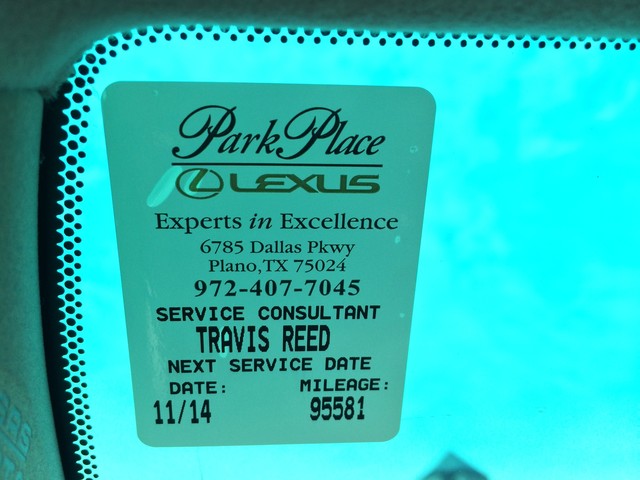 Park Place
LEXUS
Experts in Excellence
6785 Dallas Pkwy
Plano, TX 75024
972-407-7045
SERVICE CONSULTANT
TRAVIS REED
NEXT SERVICE DATE
DATE: MILEAGE:
11/14 95581